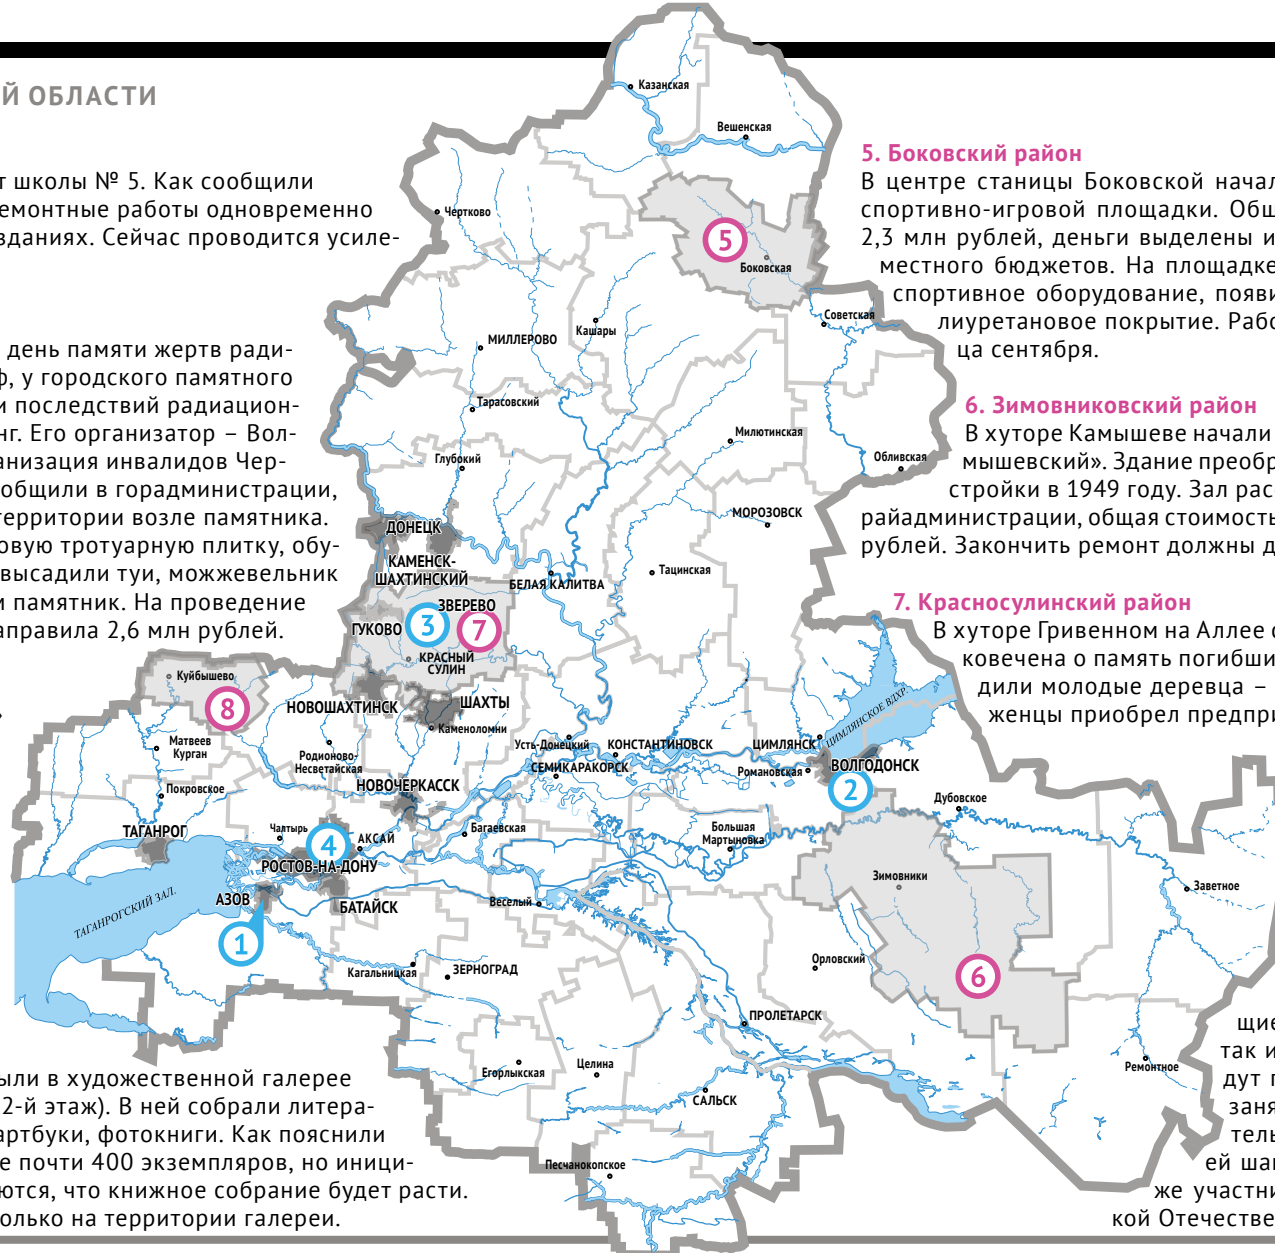 Й ОБЛАСТИ
т школы № 5. Как сообщили
емонтные работы одновременно
зданиях. Сейчас проводится усиле-
день памяти жертв ради-
ф, у городского памятного
и последствий радиацион-
нг. Его организатор – Вол-
анизация инвалидов Чер-
ообщили в горадминистрации,
территории возле памятника.
овую тротуарную плитку, обу-
высадили туи, можжевельник
м памятник. На проведение
аправила 2,6 млн рублей.
ыли в художественной галерее
2-й этаж). В ней собрали литера-
артбуки, фотокниги. Как пояснили
е почти 400 экземпляров, но иници-
ются, что книжное собрание будет расти.
олько на территории галереи.
5. Боковский район
В центре станицы Боковской начал
спортивно-игровой площадки. Общ
2,3 млн рублей, деньги выделены и
местного бюджетов. На площадке
спортивное оборудование, появи
лиуретановое покрытие. Рабо
ца сентября.
6. Зимовниковский район
В хуторе Камышеве начали
мышевский». Здание преобр
стройки в 1949 году. Зал рас
райадминистрации, общая стоимость
рублей. Закончить ремонт должны д
7. Красносулинский район
В хуторе Гривенном на Аллее с
ковечена о память погибши
дили молодые деревца –
женцы приобрел предпри
щие
так и
дут п
заня
тель
ей шах
же участни
кой Отечестве
Казанская
Вешенская
Чертково
5
Боковская
Советская
Кашары
МИЛЛЕРОВО
Тарасовский
Милютинская
Обливская
Глубокий
МОРОЗОВСК
ДОНЕЦК
КАМЕНСК-
ШАХТИНСКИЙ
БЕЛАЯ КАЛИТВА
Тацинская
ЗВЕРЕВО
ГУКОВО
3
7
КРАСНЫЙ
СУЛИН
Куйбышево
8
НОВОШАХТИНСК
ШАХТЫ
Каменоломни
Матвеев
Курган
Родионово-
Несветайская
Усть-Донецкий
КОНСТАНТИНОВСК
ЦИМЛЯНСК
ЦИМЛЯНСКОЕ ВДХР.
СЕМИКАРАКОРСК
Романовская
ВОЛГОДОНСК
2
Покровское
НОВОЧЕРКАССК
Дубовское
ТАГАНРОГ
Чалтырь
4
АКСАЙ
Багаевская
Большая
Мартыновка
РОСТОВ-НА-ДОНУ
Зимовники
Заветное
АЗОВ
БАТАЙСК
Веселый
ТАГАНРОГСКИЙ ЗАЛ.
1
Кагальницкая
ЗЕРНОГРАД
Орловский
6
ПРОЛЕТАРСК
Егорлыкская
Целина
Ремонтное
САЛЬСК
Песчанокопское